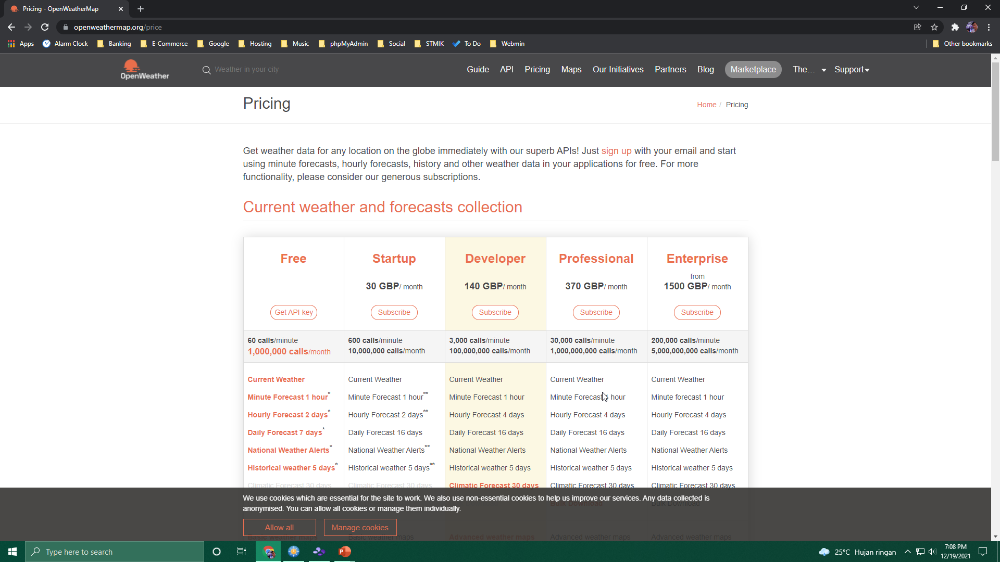 Pricing - OpenWeatherMap
openweathermap.org/price
Apps Alarm Clock Banking E-Commerce Google Hosting Music phpMyAdmin Social STMIK To Do Webmin Other bookmarks
OpenWeather
Weather in your city
Guide API Pricing Maps Our Initiatives Partners Blog Marketplace The... Support
Pricing
Home / Pricing
Get weather data for any location on the globe immediately with our superb APIs! Just sign up with your email and start
using minute forecasts, hourly forecasts, history and other weather data in your applications for free. For more
functionality, please consider our generous subscriptions.
Current weather and forecasts collection
Free Startup Developer Professional Enterprise
from
30 GBP/ month 140 GBP/ month 370 GBP/ month 1500 GBP/ month
Get API key Subscribe Subscribe Subscribe Subscribe
60 calls/minute 600 calls/minute 3,000 calls/minute 30,000 calls/minute 200,000 calls/minute
1,000,000 calls/month 10,000,000 calls/month 100,000,000 calls/month 1,000,000,000 calls/month 5,000,000,000 calls/month
Current Weather Current Weather Current Weather Current Weather Current Weather
Minute Forecast 1 hour* Minute Forecast 1 hour** Minute Forecast 1 hour Minute Forecast 1 hour Minute forecast 1 hour
Hourly Forecast 2 days* Hourly Forecast 2 days** Hourly Forecast 4 days Hourly Forecast 4 days Hourly Forecast 4 days
Daily Forecast 7 days* Daily Forecast 16 days Daily Forecast 16 days Daily Forecast 16 days Daily Forecast 16 days
National Weather Alerts* National Weather Alerts** National Weather Alerts National Weather Alerts National Weather Alerts
Historical weather 5 days* Historical weather 5 days** Historical weather 5 days Historical weather 5 days Historical weather 5 days
Climatic Forecast 30 days Climatic Forecast 30 days Climatic Forecast 30 days Climatic Forecast 30 days Climatic Forecast 30 days
We use cookies which are essential for the site to work. We also use non-essential cookies to help us improve our services. Any data collected is
Bulk Download Bulk Download
anonymised. You can allow all cookies or manage them individually.
Allow all Manage cookies
Basic weather maps Basic weather maps Advanced weather maps Advanced weather maps Advanced weather maps
Type here to search
25°C Hujan ringan
7:08 PM
12/19/2021